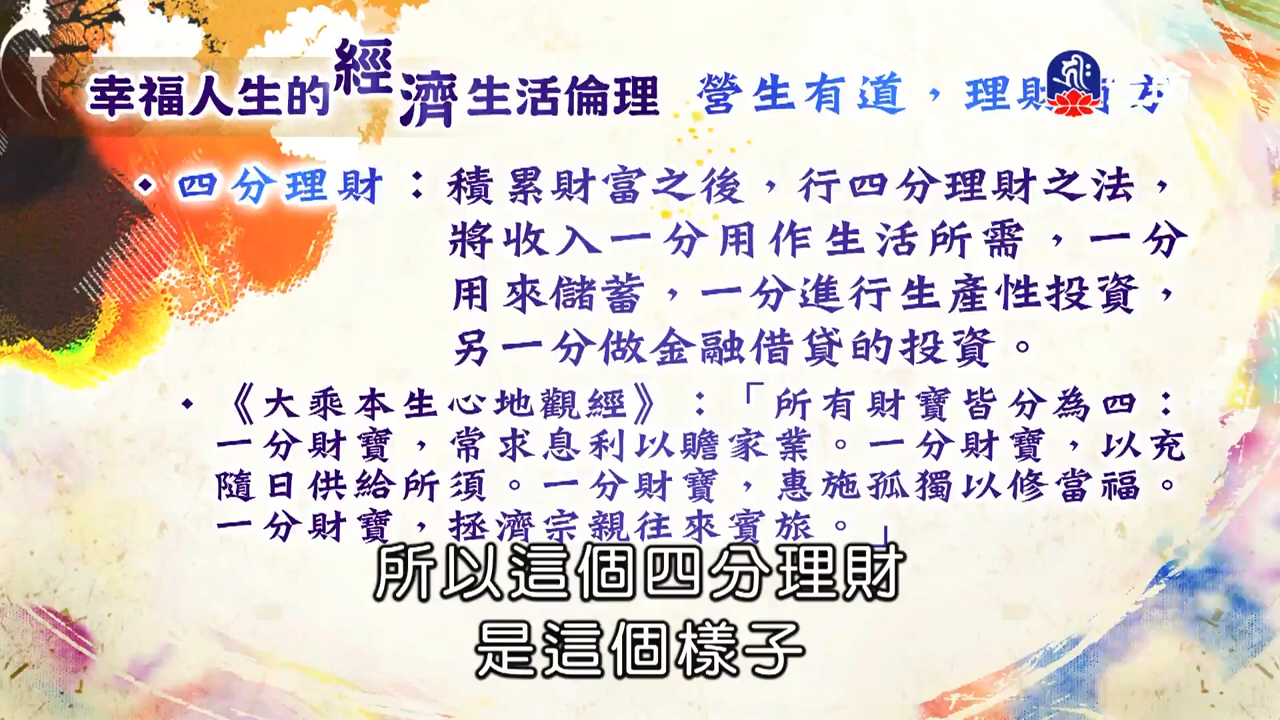 幸福人生的經濟生活倫理 營生有道，理財有方
・四分理財：積累財富之後，行四分理財之法，
將收入一分用作生活所需，一分
用來儲蓄，一分進行生產性投資，
另一分做金融借貸的投資。
・《大乘本生心地觀經》：「所有財寶皆分為四：
一分財寶，常求息利以贍家業。一分財寶，以充
隨日供給所須。一分財寶，惠施孤獨以修當福。
一分財寶，拯濟宗親往來賓旅。」
所以這個四分理財
是這個樣子